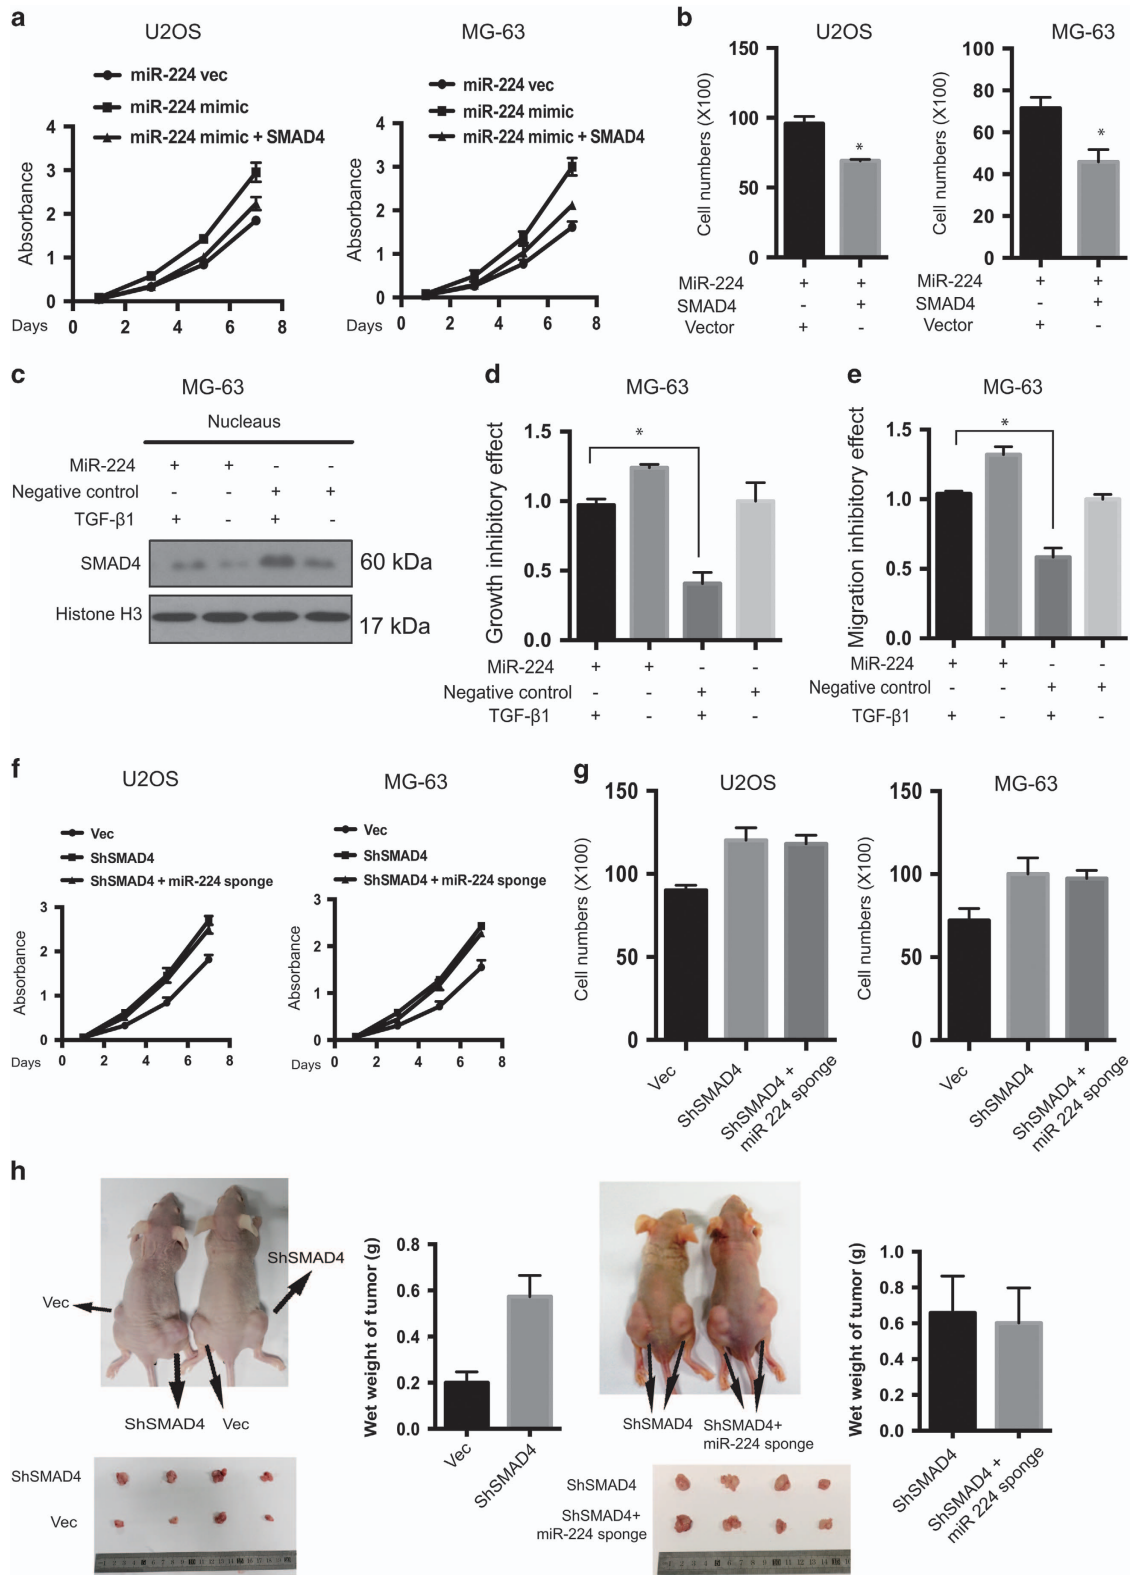 a
U2OS
miR-224 vec
miR-224 mimic
miR-224 mimic + SMAD4
Absorbance
4
3
2
1
0
Days
0 2 4 6 8
MG-63
miR-224 vec
miR-224 mimic
miR-224 mimic + SMAD4
Absorbance
4
3
2
1
0
Days
0 2 4 6 8
b
U2OS
Cell numbers (X100)
150
100
50
0
*
MiR-224 + +
SMAD4 - +
Vector + -
MG-63
Cell numbers (X100)
100
80
60
40
20
0
*
MiR-224 + +
SMAD4 - +
Vector + -
c
MG-63
Nucleaus
MiR-224 + + - -
Negative control - - + +
TGF-β1 + - + -
SMAD4 60 kDa
Histone H3 17 kDa
d
MG-63
Growth inhibitory effect
1.5
1.0
0.5
0.0
*
MiR-224 + + - -
Negative control - - + +
TGF-β1 + - + -
e
MG-63
Migration inhibitory effect
1.5
1.0
0.5
0.0
*
MiR-224 + + - -
Negative control - - + +
TGF-β1 + - + -
f
U2OS
Vec
ShSMAD4
ShSMAD4 + miR-224 sponge
Absorbance
3
2
1
0
Days
0 2 4 6 8
MG-63
Vec
ShSMAD4
ShSMAD4 + miR-224 sponge
Absorbance
3
2
1
0
Days
0 2 4 6 8
g
U2OS
Cell numbers (X100)
150
100
50
0
Vec
ShSMAD4
ShSMAD4 +
miR 224 sponge
MG-63
Cell numbers (X100)
150
100
50
0
Vec
ShSMAD4
ShSMAD4 +
miR 224 sponge
h
ShSMAD4
Vec
ShSMAD4 Vec
ShSMAD4
Vec
Wet weight of tumor (g)
0.8
0.6
0.4
0.2
0.0
Vec
ShSMAD4
ShSMAD4
ShSMAD4+
miR-224 sponge
ShSMAD4
ShSMAD4+
miR-224 sponge
Wet weight of tumor (g)
1.0
0.8
0.6
0.4
0.2
0.0
ShSMAD4
ShSMAD4 +
miR 224 sponge